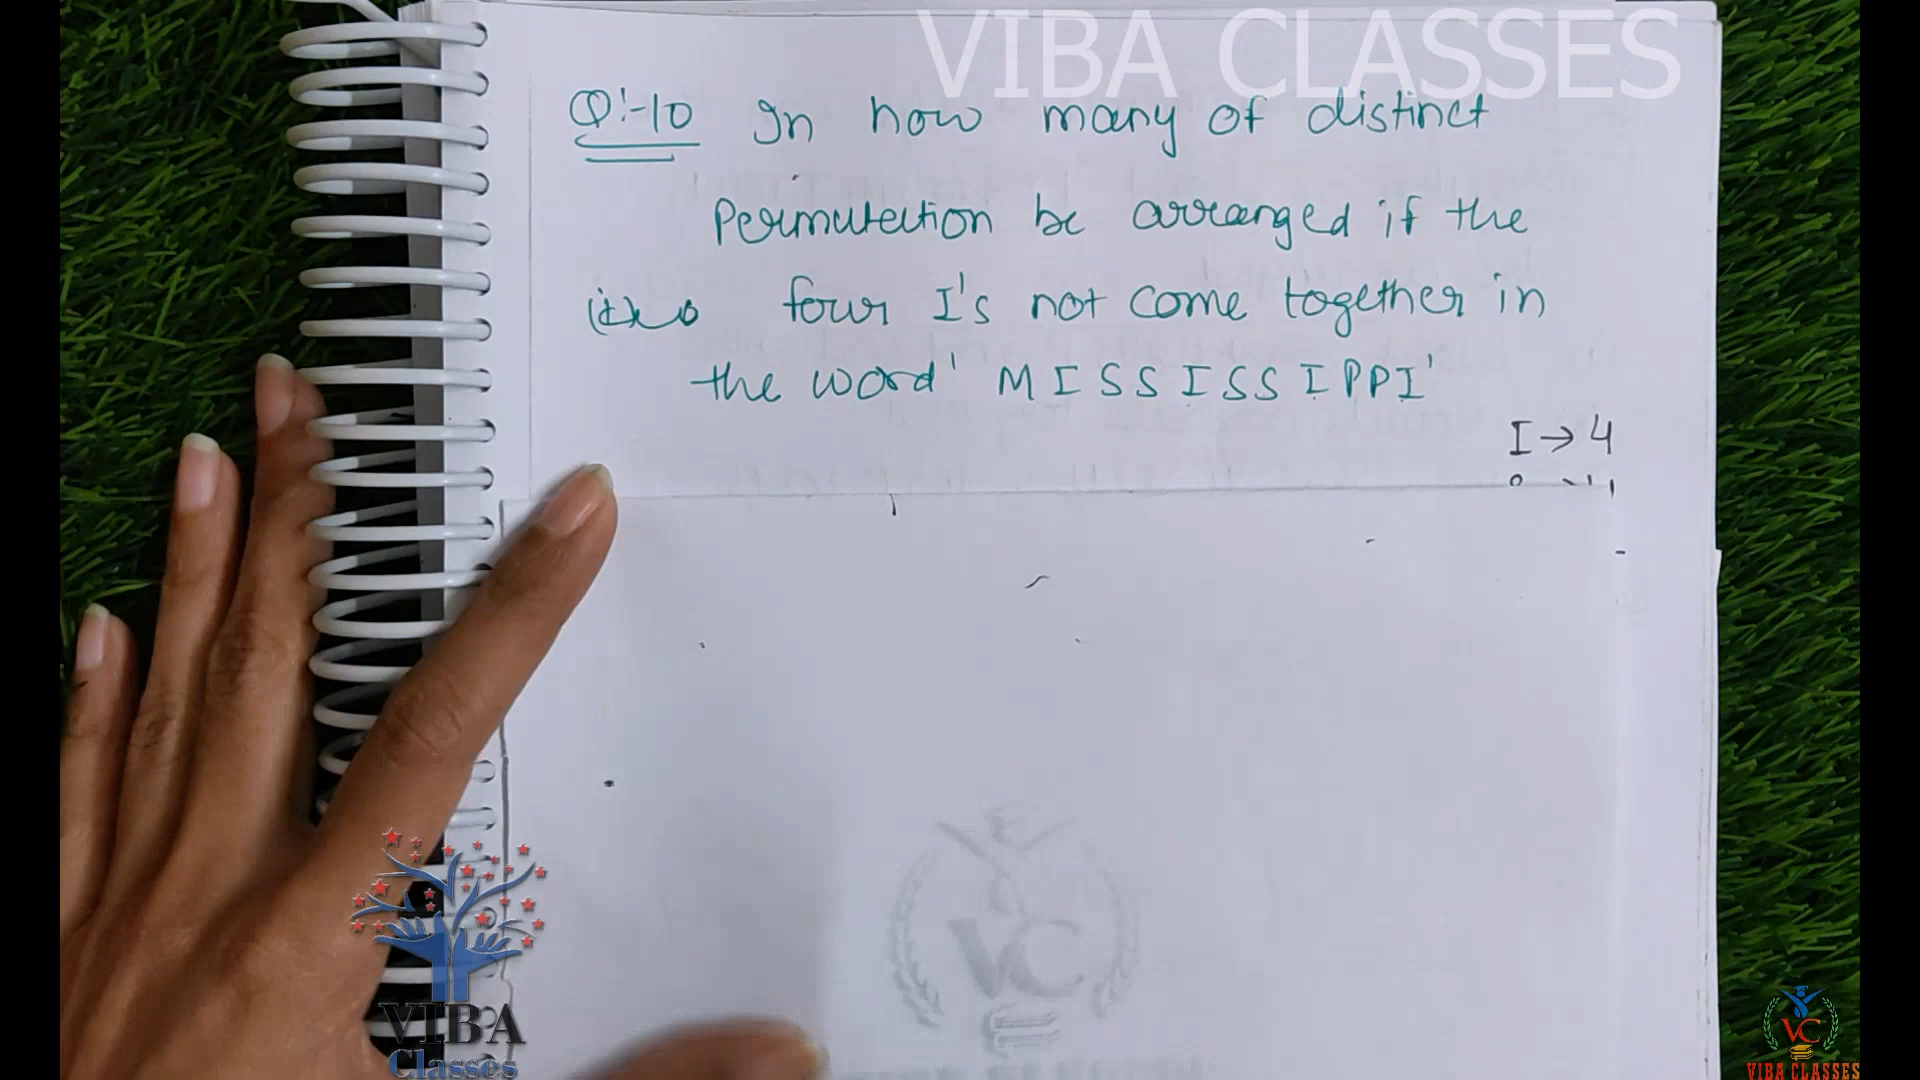 VIBA CLASSES
Q:-10 In how many of distinct
Permutation be arranged if the
four I's not come together in
the word ' MISSISSIPPI'
I → 4
VC
VIBA
Classes
VC
VIBA CLASSES